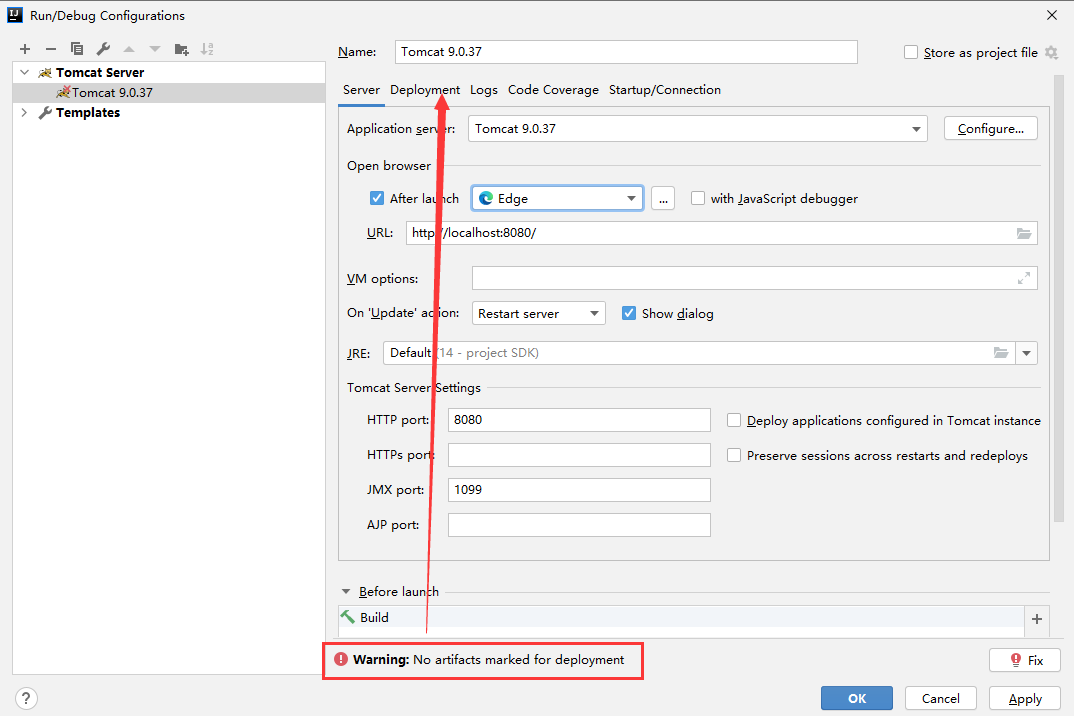 IJ Run/Debug Configurations
Name: Tomcat 9.0.37 Store as project file
Tomcat Server
Tomcat 9.0.37
Templates
Server Deployment Logs Code Coverage Startup/Connection
Application server: Tomcat 9.0.37 Configure...
Open browser
After launch Edge ... with JavaScript debugger
URL: http://localhost:8080/
VM options:
On 'Update' action: Restart server Show dialog
JRE: Default (14 - project SDK)
Tomcat Server Settings
HTTP port: 8080 Deploy applications configured in Tomcat instance
HTTPs port: Preserve sessions across restarts and redeploys
JMX port: 1099
AJP port:
Before launch
Build
Warning: No artifacts marked for deployment Fix
? OK Cancel Apply